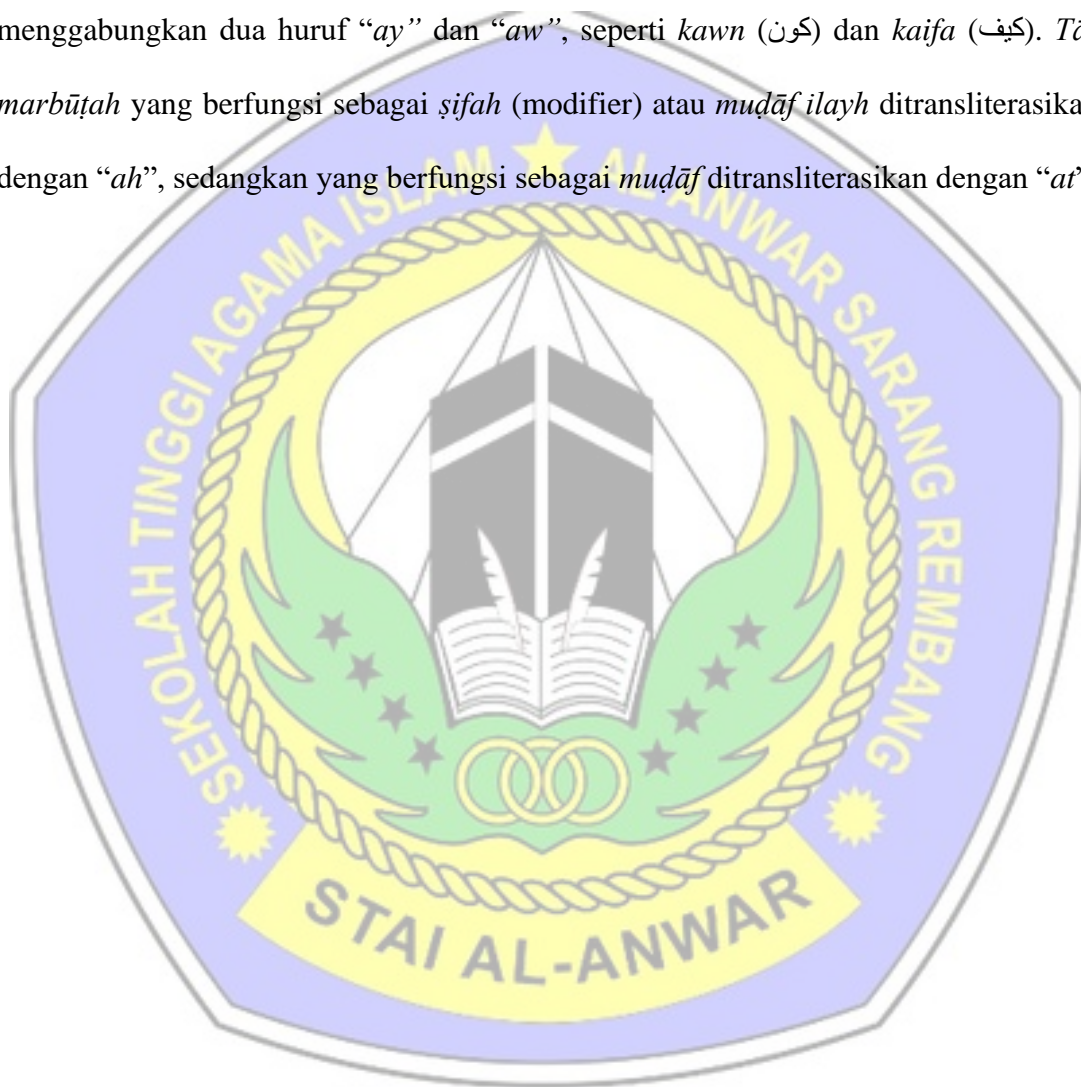 menggabungkan dua huruf “ay” dan “aw”, seperti kawn (كون) dan kaifa (كيف). Tā
marbūṭah yang berfungsi sebagai ṣifah (modifier) atau muḍāf ilayh ditransliterasika
dengan “ah”, sedangkan yang berfungsi sebagai muḍāf ditransliterasikan dengan “at”
SEKOLAH TINGGI AGAMA ISLAM AL-ANWAR SARANG REMBANG
STAI AL-ANWAR